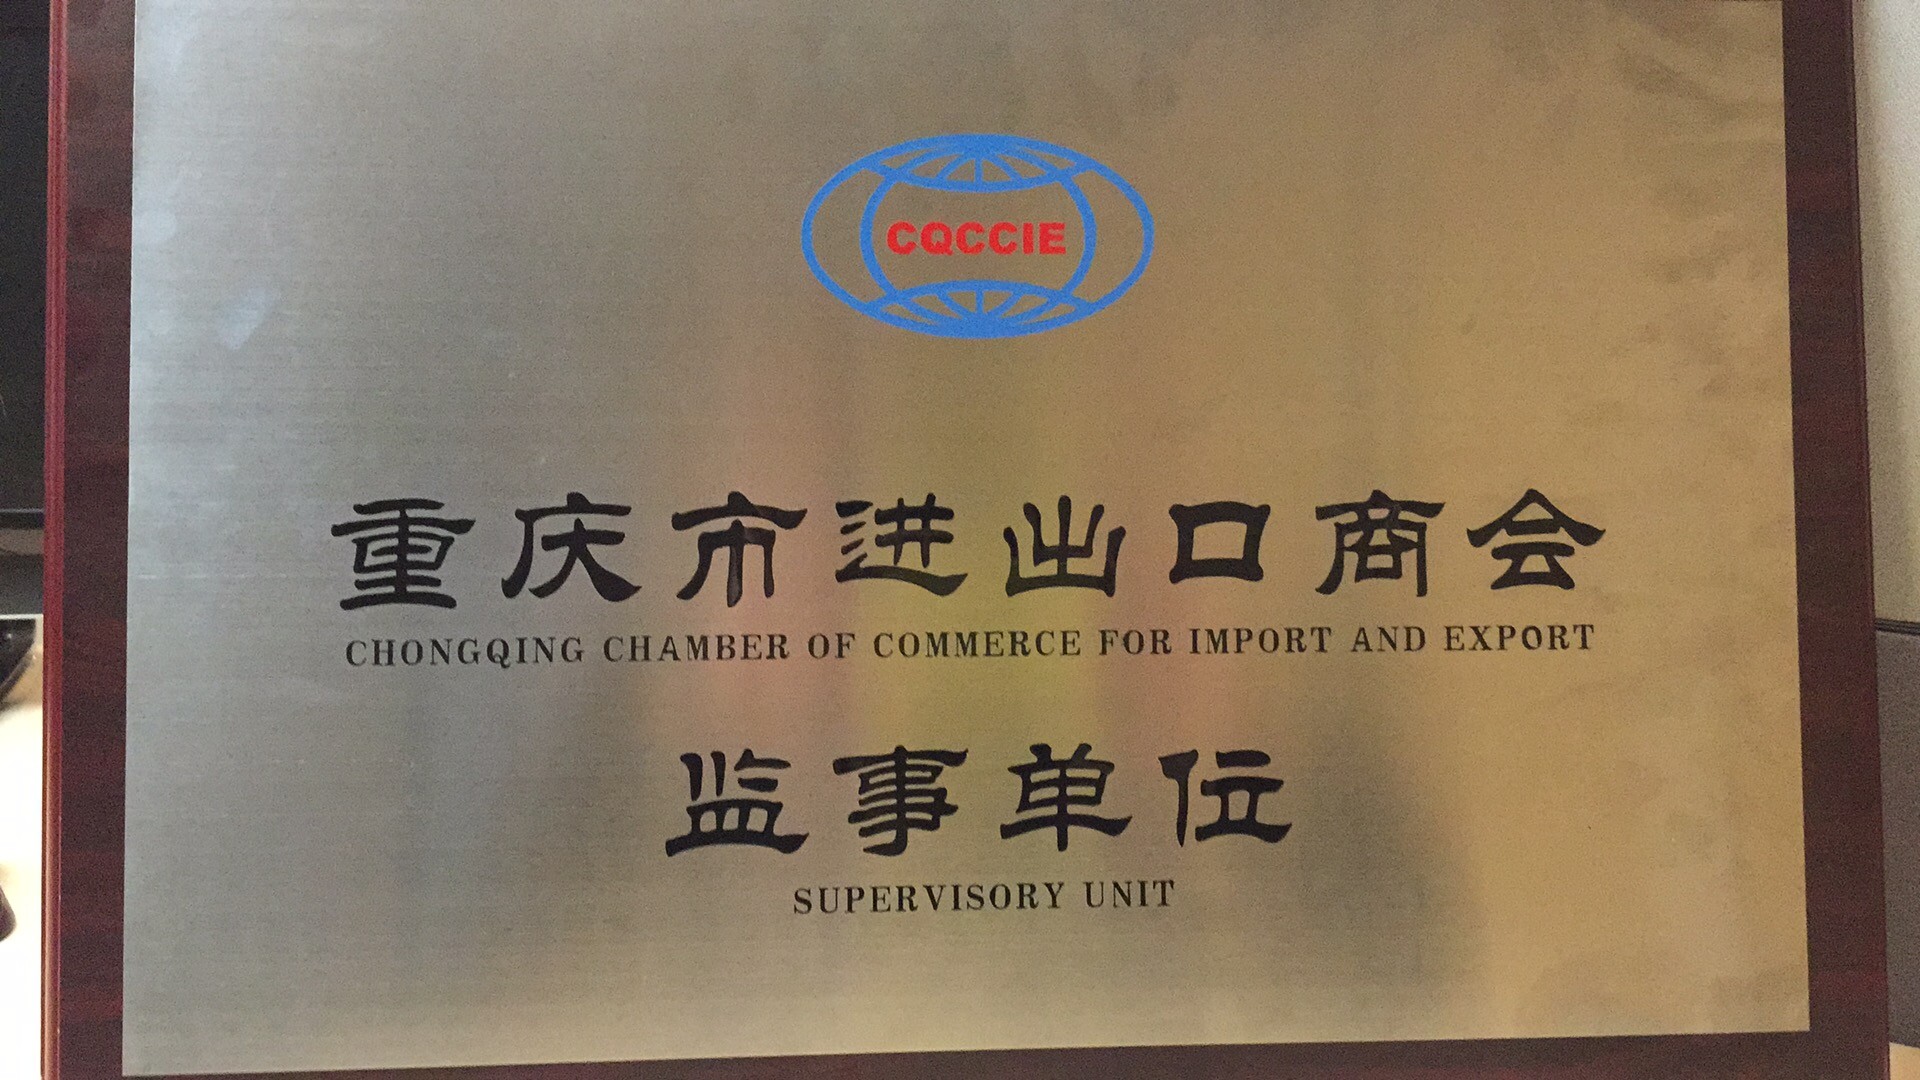 CQCCIE
重庆市进出口商会
CHONGQING CHAMBER OF COMMERCE FOR IMPORT AND EXPORT
监事单位
SUPERVISORY UNIT